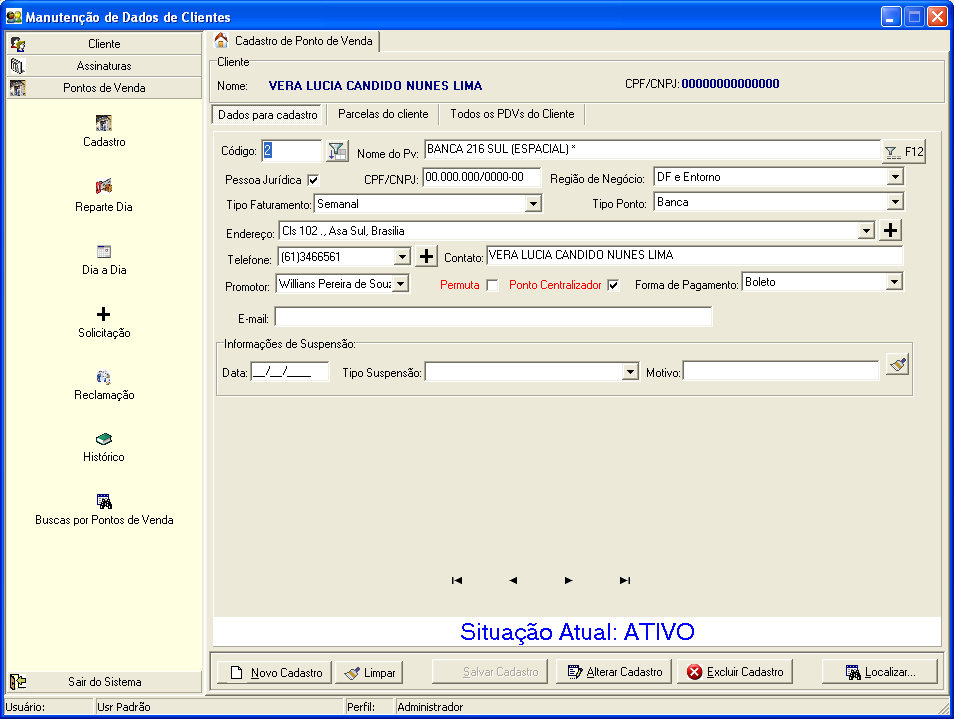 Manutenção de Dados de Clientes
Cliente
Assinaturas
Pontos de Venda
Cadastro
Reparte Dia
Dia a Dia
Solicitação
Reclamação
Histórico
Buscas por Pontos de Venda
Sair do Sistema
Cadastro de Ponto de Venda
Cliente
Nome: VERA LUCIA CANDIDO NUNES LIMA CPF/CNPJ: 00000000000000
Dados para cadastro Parcelas do cliente Todos os PDVs do Cliente
Código: 2 Nome do Pv: BANCA 216 SUL (ESPACIAL) * F12
Pessoa Jurídica CPF/CNPJ: 00.000.000/0000-00 Região de Negócio: DF e Entorno
Tipo Faturamento: Semanal Tipo Ponto: Banca
Endereço: Cls 102 ., Asa Sul, Brasilia
Telefone: (61)3466561 Contato: VERA LUCIA CANDIDO NUNES LIMA
Promotor: Willians Pereira de Souz Permuta Ponto Centralizador Forma de Pagamento: Boleto
E-mail:
Informações de Suspensão:
Data: __/__/____ Tipo Suspensão: Motivo:
Situação Atual: ATIVO
Novo Cadastro Limpar Salvar Cadastro Alterar Cadastro Excluir Cadastro Localizar...
Usuário: Usr Padrão Perfil: Administrador